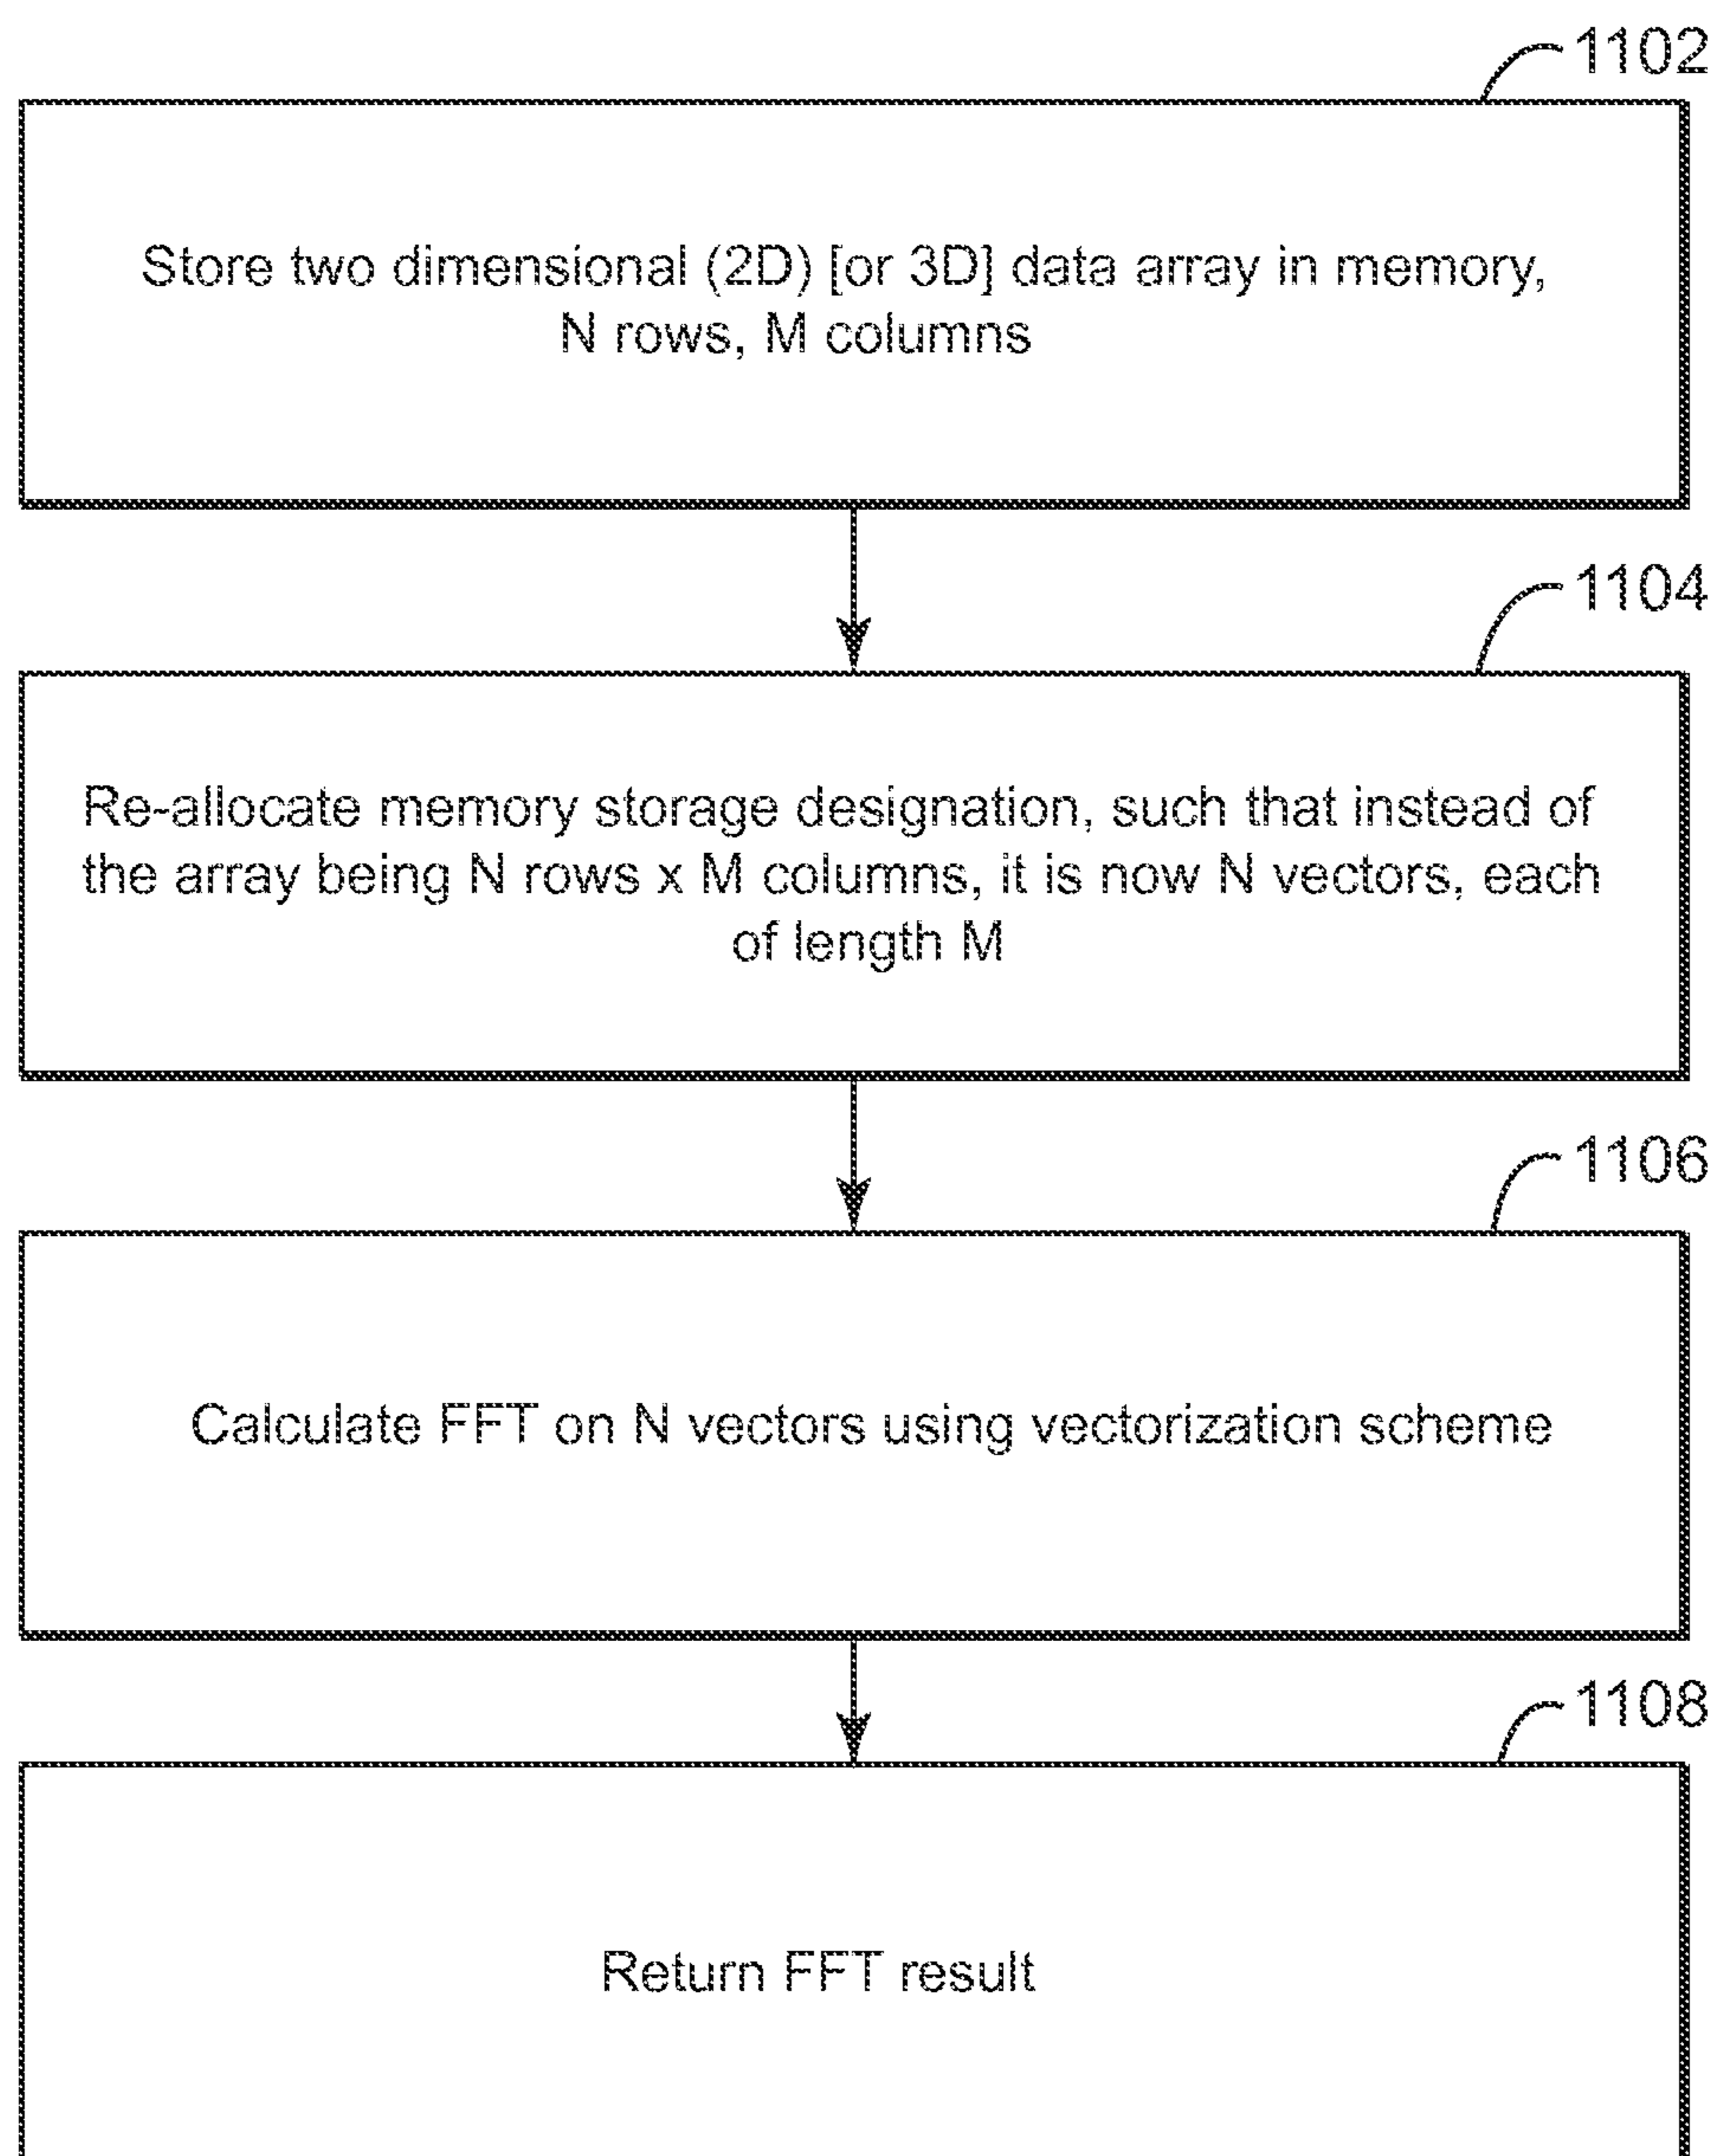 1102
Store two dimensional (2D) [or 3D] data array in memory,
N rows, M columns
1104
Re-allocate memory storage designation, such that instead of
the array being N rows x M columns, it is now N vectors, each
of length M
1106
Calculate FFT on N vectors using vectorization scheme
1108
Return FFT result